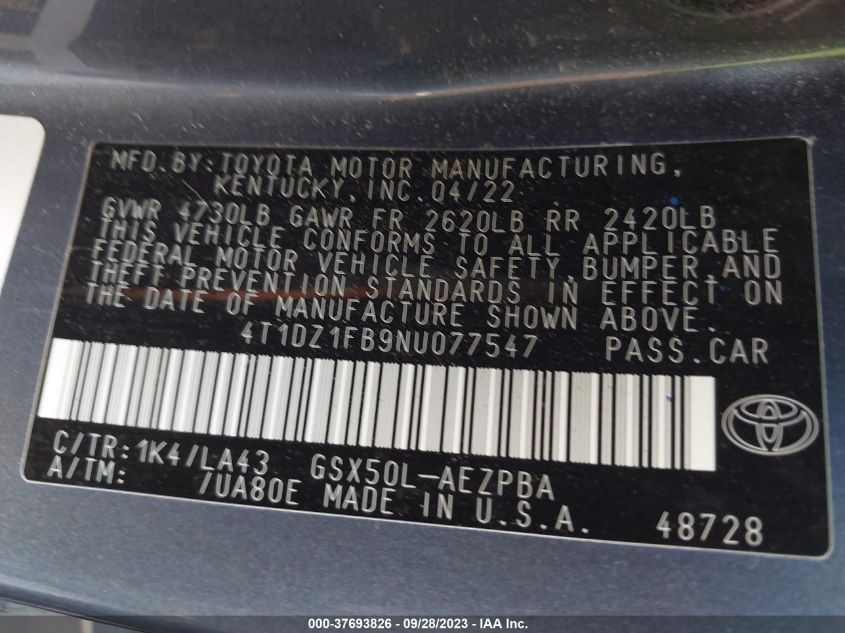 MFD.BY:TOYOTA MOTOR MANUFACTURING,
KENTUCKY,INC.04/22
GVWR 4730LB GAWR FR 2620LB RR 2420LB
THIS VEHICLE CONFORMS TO ALL APPLICABLE
FEDERAL MOTOR VEHICLE SAFETY,BUMPER,AND
THEFT PREVENTION STANDARDS IN EFFECT ON
THE DATE OF MANUFACTURE SHOWN ABOVE.
4T1DZ1FB9NU077547 PASS.CAR
C/TR:1K4/LA43 GSX50L-AEZPBA
A/TM: /UA80E MADE IN U.S.A. 48728
000-37693826 - 09/28/2023 - IAA Inc.